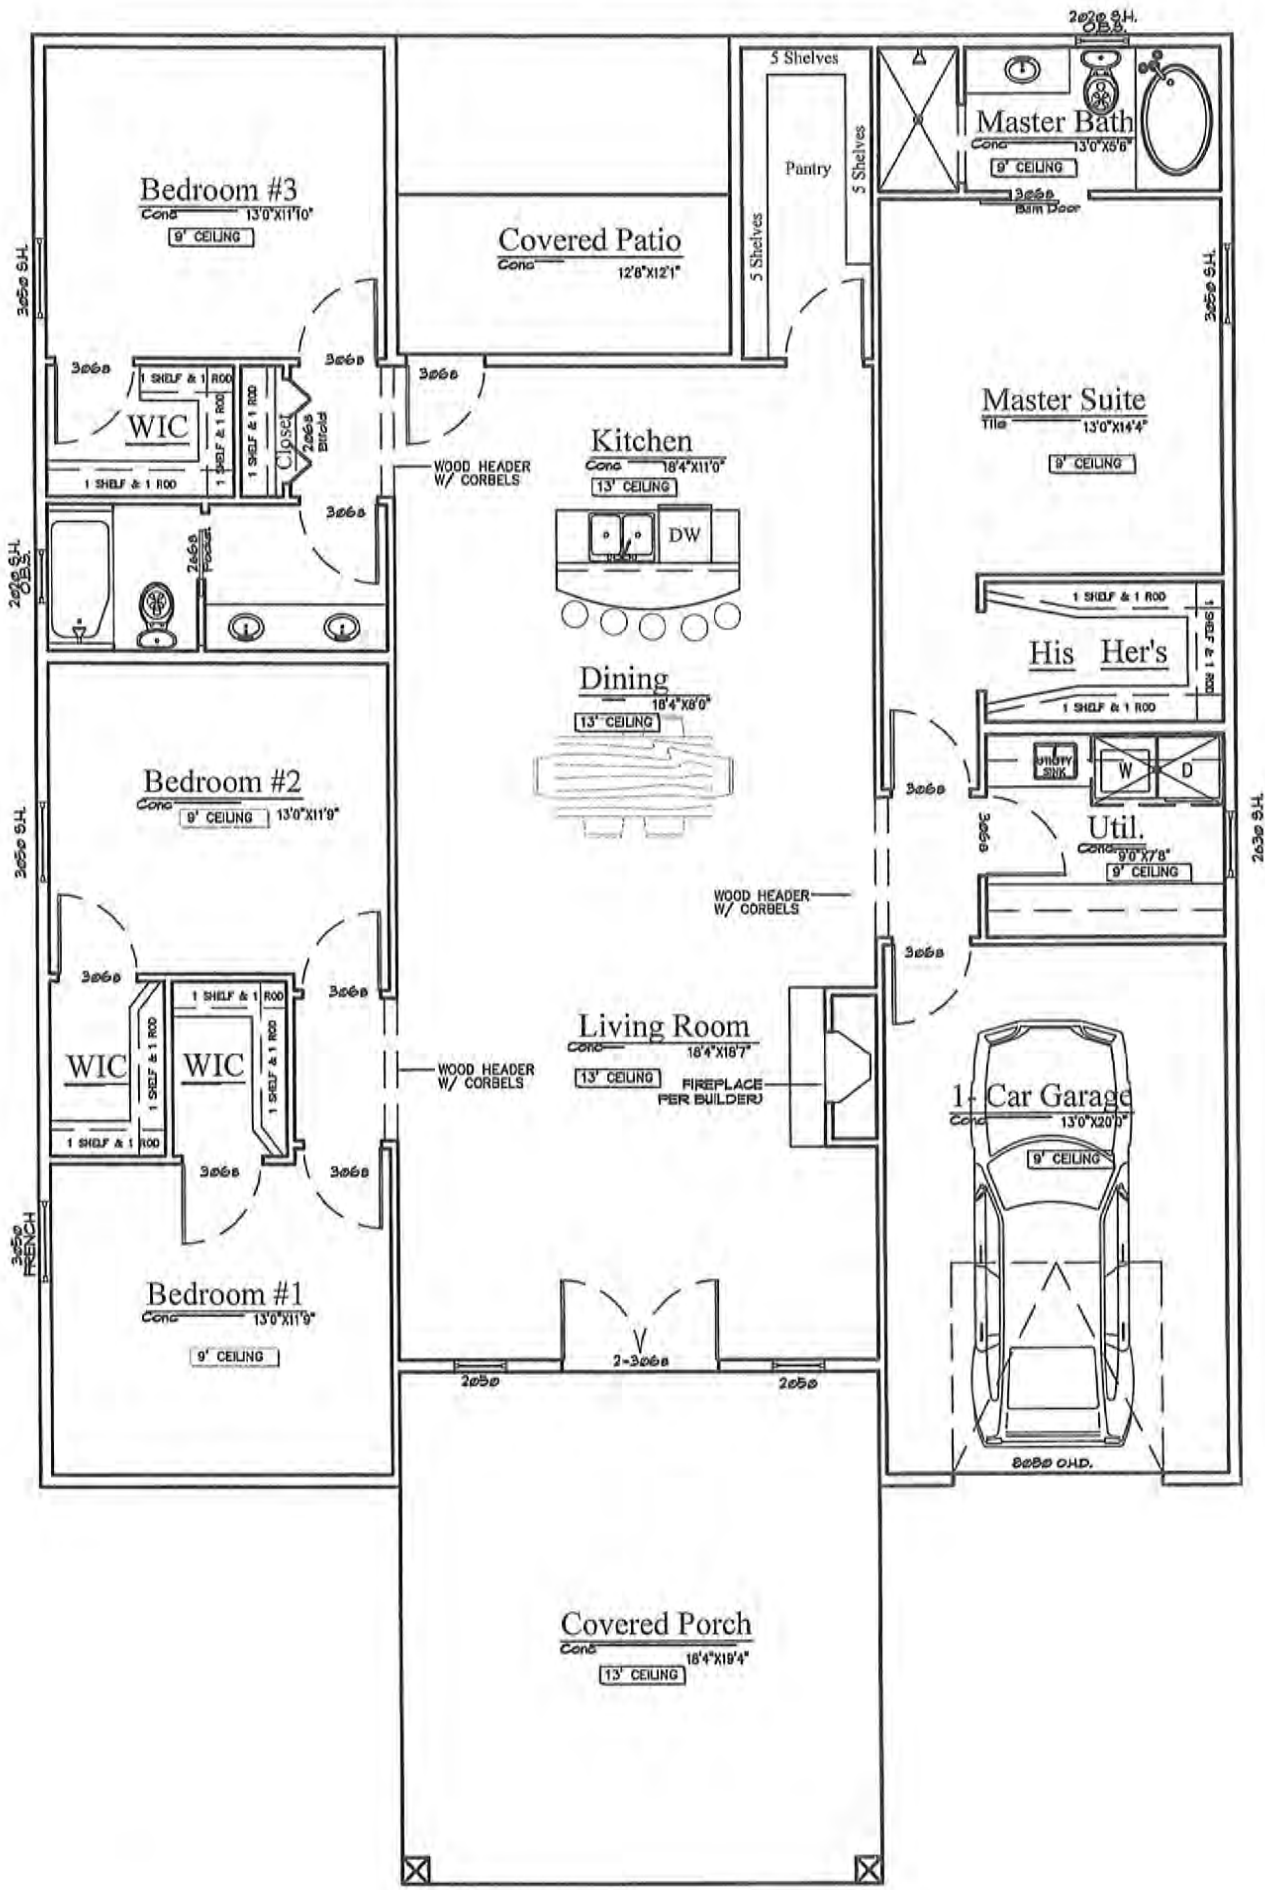 2020 S.H.
O.B.S.
5 Shelves
5 Shelves
5 Shelves
Pantry
Master Bath
Conc
13'0"X5'6"
9' CEILING
3068
Barn Door
Bedroom #3
Conc
13'0"X11'10"
9' CEILING
3050 S.H.
Covered Patio
Conc
12'8"X12'1"
3050 S.H.
3068
3068
3068
1 SHELF & 1 ROD
WIC
1 SHELF & 1 ROD
1 SHELF & 1 ROD
1 SHELF & 1 ROD
Closet
2068
Bifold
Master Suite
Tile
13'0"X14'4"
9' CEILING
Kitchen
Conc
18'4"X11'0"
13' CEILING
WOOD HEADER
W/ CORBELS
3068
2068
Pocket
2020 S.H.
O.B.S.
DW
1 SHELF & 1 ROD
1 SHELF & 1 ROD
His Her's
1 SHELF & 1 ROD
Dining
18'4"X8'0"
13' CEILING
Bedroom #2
Conc
9' CEILING
13'0"X11'9"
3050 S.H.
UTILITY
SINK
W
D
3068
3068
Util.
Conc
9'0"X7'8"
9' CEILING
2630 S.H.
WOOD HEADER
W/ CORBELS
3068
3068
3068
1 SHELF & 1 ROD
WIC
WIC
1 SHELF & 1 ROD
1 SHELF & 1 ROD
1 SHELF & 1 ROD
Living Room
Conc
18'4"X18'7"
13' CEILING
FIREPLACE
PER BUILDER
WOOD HEADER
W/ CORBELS
1- Car Garage
Conc
13'0"X20'0"
9' CEILING
3068
3068
3050
FRENCH
Bedroom #1
Conc
13'0"X11'9"
9' CEILING
2-3068
2050
2050
8080 O.H.D.
Covered Porch
Conc
18'4"X19'4"
13' CEILING